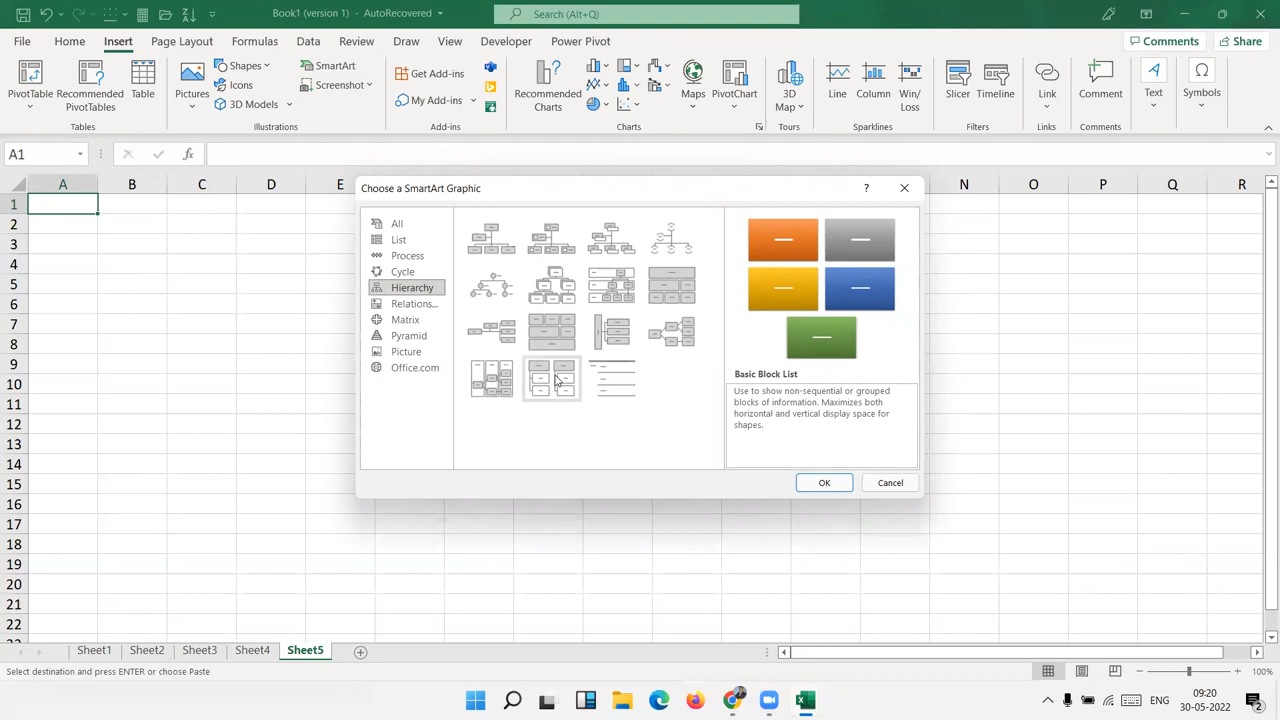 Book1 (version 1) - AutoRecovered
Search (Alt+Q)
File Home Insert Page Layout Formulas Data Review Draw View Developer Power Pivot
Comments Share
PivotTable
Recommended PivotTables
Table
Tables
Pictures
Shapes
Icons
3D Models
SmartArt
Screenshot
Illustrations
Get Add-ins
My Add-ins
Add-ins
Recommended Charts
Maps
PivotChart
Charts
3D Map
Tours
Line
Column
Win/ Loss
Sparklines
Slicer
Timeline
Filters
Link
Links
Comment
Comments
Text
Symbols
A1
fx
A B C D E N O P Q R
1
2
3
4
5
6
7
8
9
10
11
12
13
14
15
16
17
18
19
20
21
22
Choose a SmartArt Graphic
?
All
List
Process
Cycle
Hierarchy
Relations...
Matrix
Pyramid
Picture
Office.com
Basic Block List
Use to show non-sequential or grouped
blocks of information. Maximizes both
horizontal and vertical display space for
shapes.
OK Cancel
Sheet1 Sheet2 Sheet3 Sheet4 Sheet5
Select destination and press ENTER or choose Paste
100%
ENG
09:20
30-05-2022
2